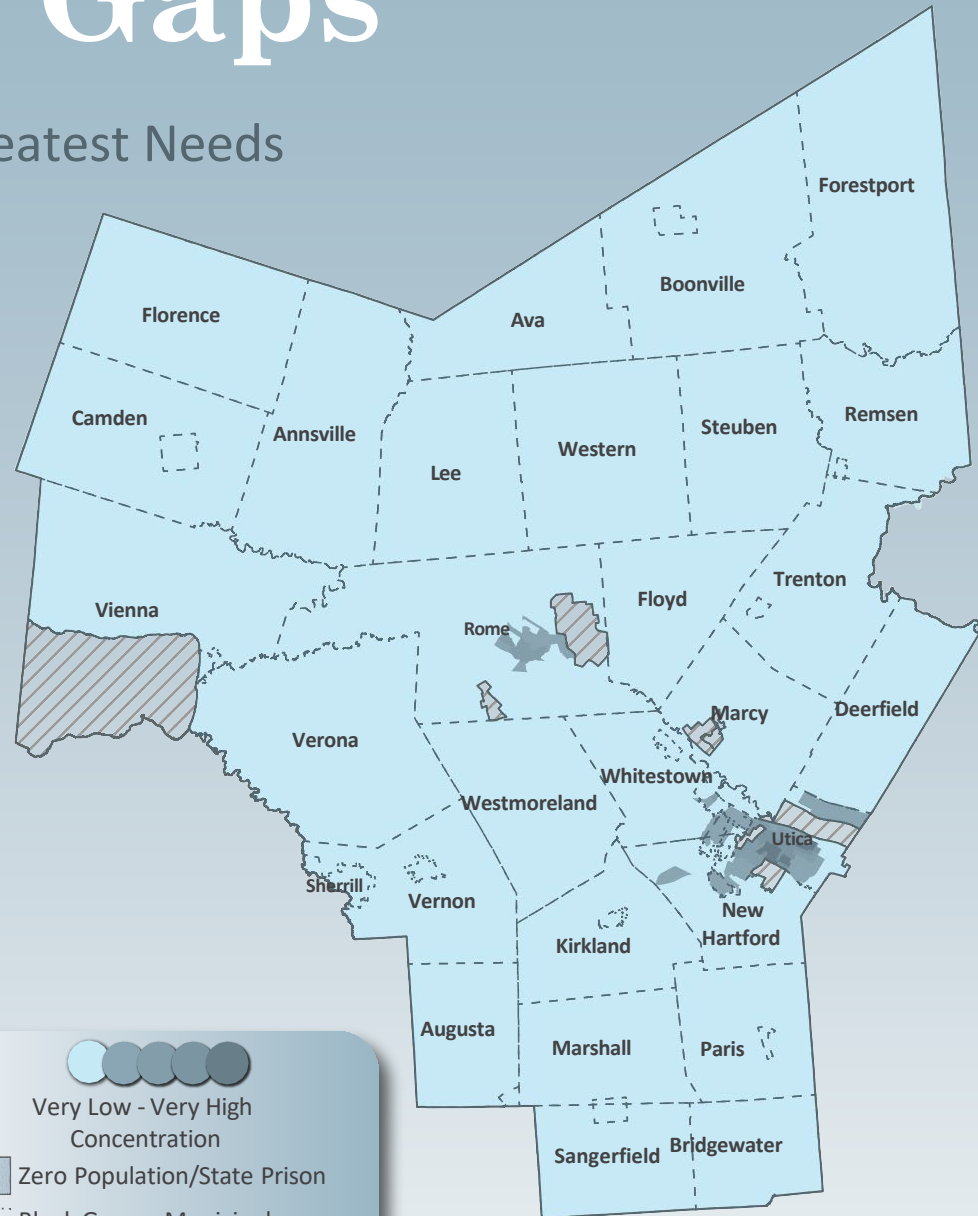 Gaps
eatest Needs
Forestport
Boonville
Florence
Ava
Camden
Annsville
Remsen
Steuben
Western
Lee
Trenton
Floyd
Vienna
Rome
Deerfield
Marcy
Verona
Whitestown
Westmoreland
Utica
Sherrill
Vernon
New
Hartford
Kirkland
Augusta
Marshall
Paris
Sangerfield
Bridgewater
Very Low - Very High
Concentration
Zero Population/State Prison